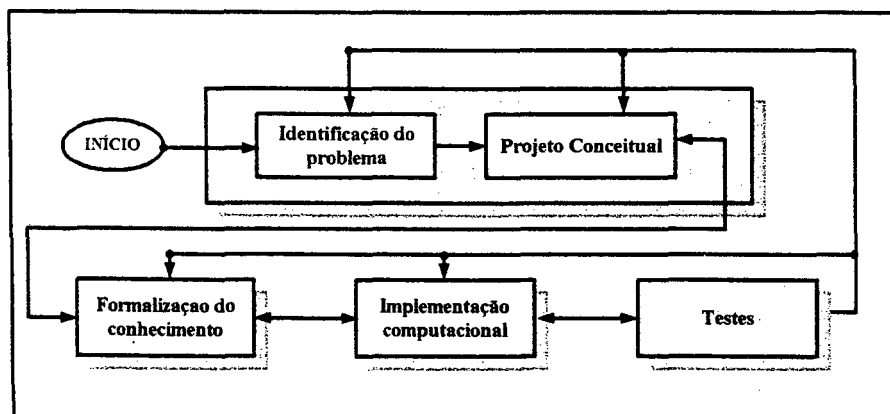 INÍCIO
Identificação do
problema
Projeto Conceitual
Formalizaçao do
conhecimento
Implementação
computacional
Testes